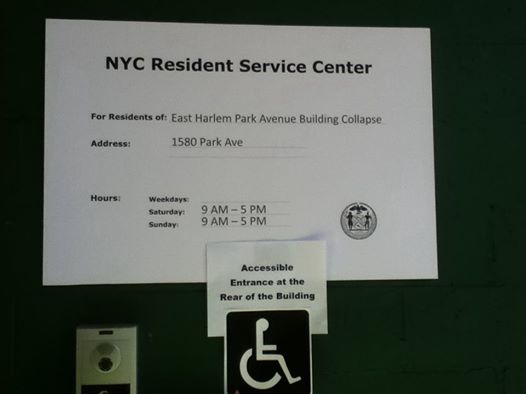 NYC Resident Service Center
For Residents of: East Harlem Park Avenue Building Collapse
Address: 1580 Park Ave
Hours: Weekdays:
Saturday: 9 AM – 5 PM
Sunday: 9 AM – 5 PM
Accessible
Entrance at the
Rear of the Building